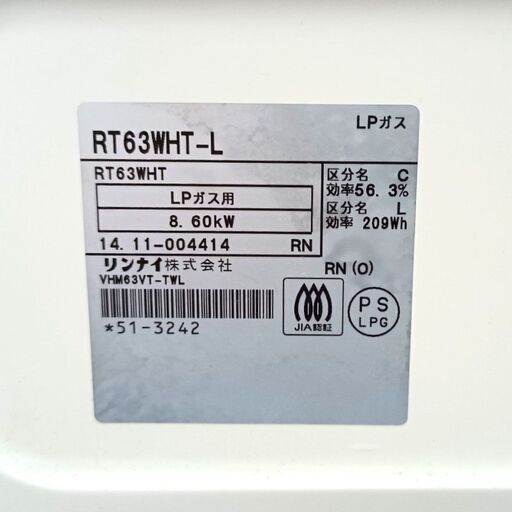 LPガス
RT63WHT-L
RT63WHT
LPガス用
8.60kW
区分名 C
効率56.3%
区分名 L
効率 209Wh
14.11-004414 RN
リンナイ株式会社
VHM63VT-TWL
RN (O)
*51-3242
JIA認証
PS
LPG